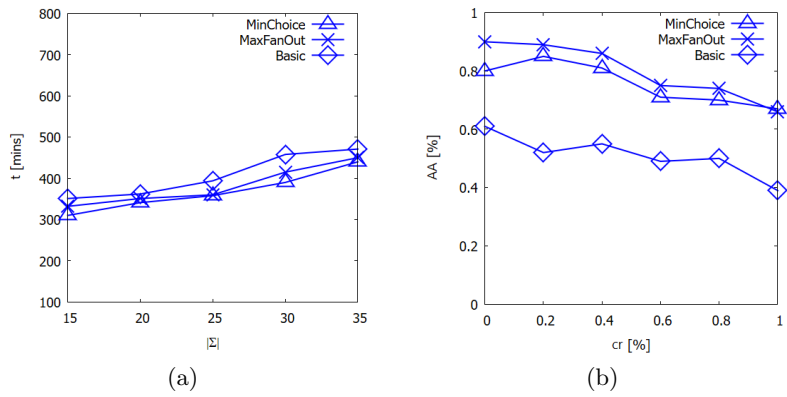 800
700
600
500
400
300
200
100
t [mins]
MinChoice
MaxFanOut
Basic
15 20 25 30 35
|Σ|
(a)
1
0.8
0.6
0.4
0.2
0
AA [%]
MinChoice
MaxFanOut
Basic
0 0.2 0.4 0.6 0.8 1
cr [%]
(b)